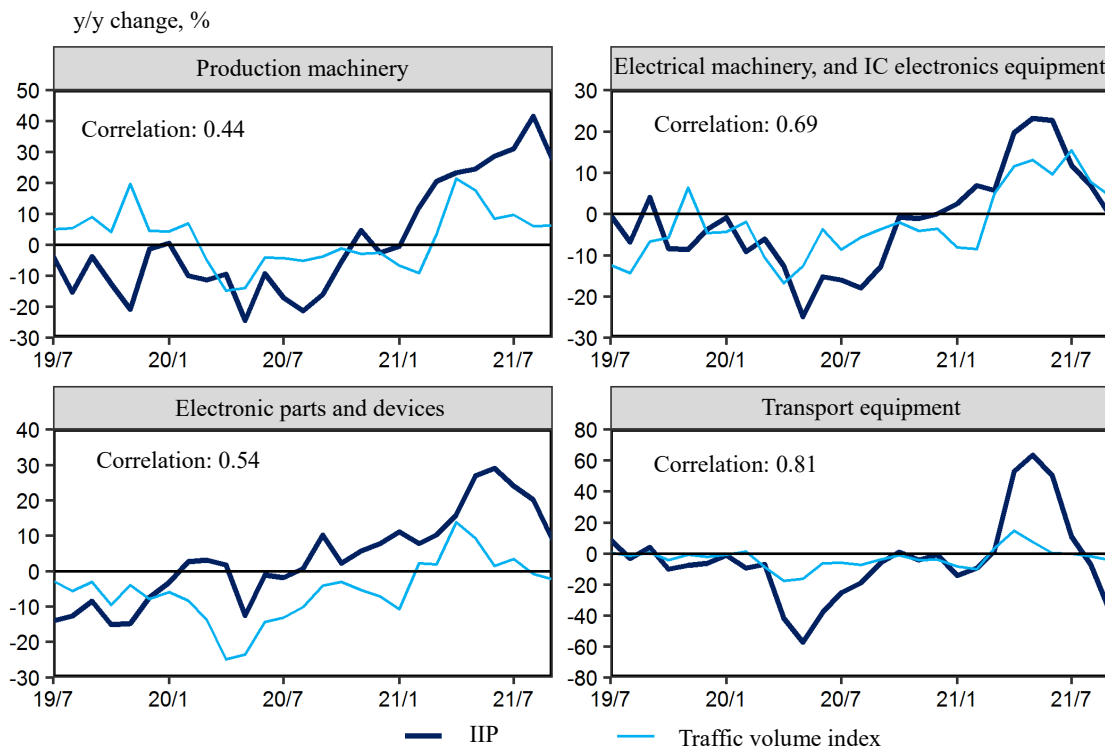 y/y change, %
Production machinery
Correlation: 0.44
50
40
30
20
10
0
-10
-20
-30
19/7 20/1 20/7 21/1 21/7
Electrical machinery, and IC electronics equipment
Correlation: 0.69
30
20
10
0
-10
-20
-30
19/7 20/1 20/7 21/1 21/7
Electronic parts and devices
Correlation: 0.54
40
30
20
10
0
-10
-20
-30
19/7 20/1 20/7 21/1 21/7
Transport equipment
Correlation: 0.81
80
60
40
20
0
-20
-40
-60
-80
19/7 20/1 20/7 21/1 21/7
IIP Traffic volume index